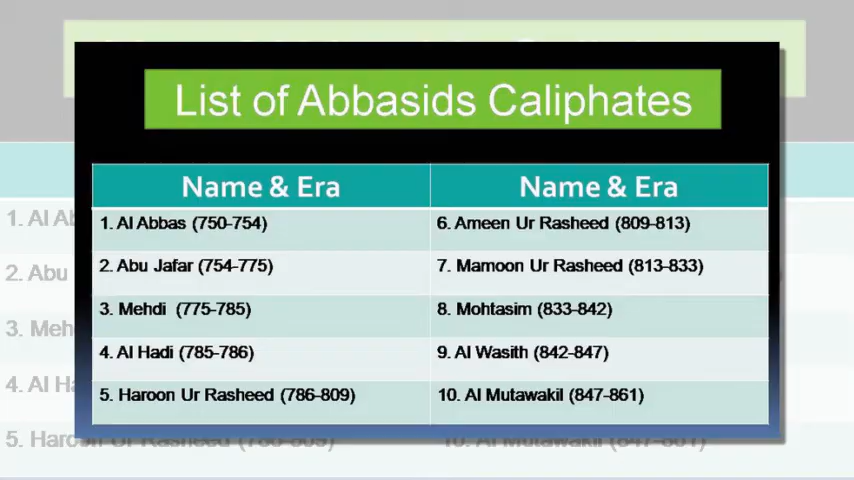 List of Abbasids Caliphates
Name & Era
Name & Era
1. Al Abbas (750-754)
6. Ameen Ur Rasheed (809-813)
2. Abu Jafar (754-775)
7. Mamoon Ur Rasheed (813-833)
3. Mehdi (775-785)
8. Mohtasim (833-842)
4. Al Hadi (785-786)
9. Al Wasith (842-847)
5. Haroon Ur Rasheed (786-809)
10. Al Mutawakil (847-861)